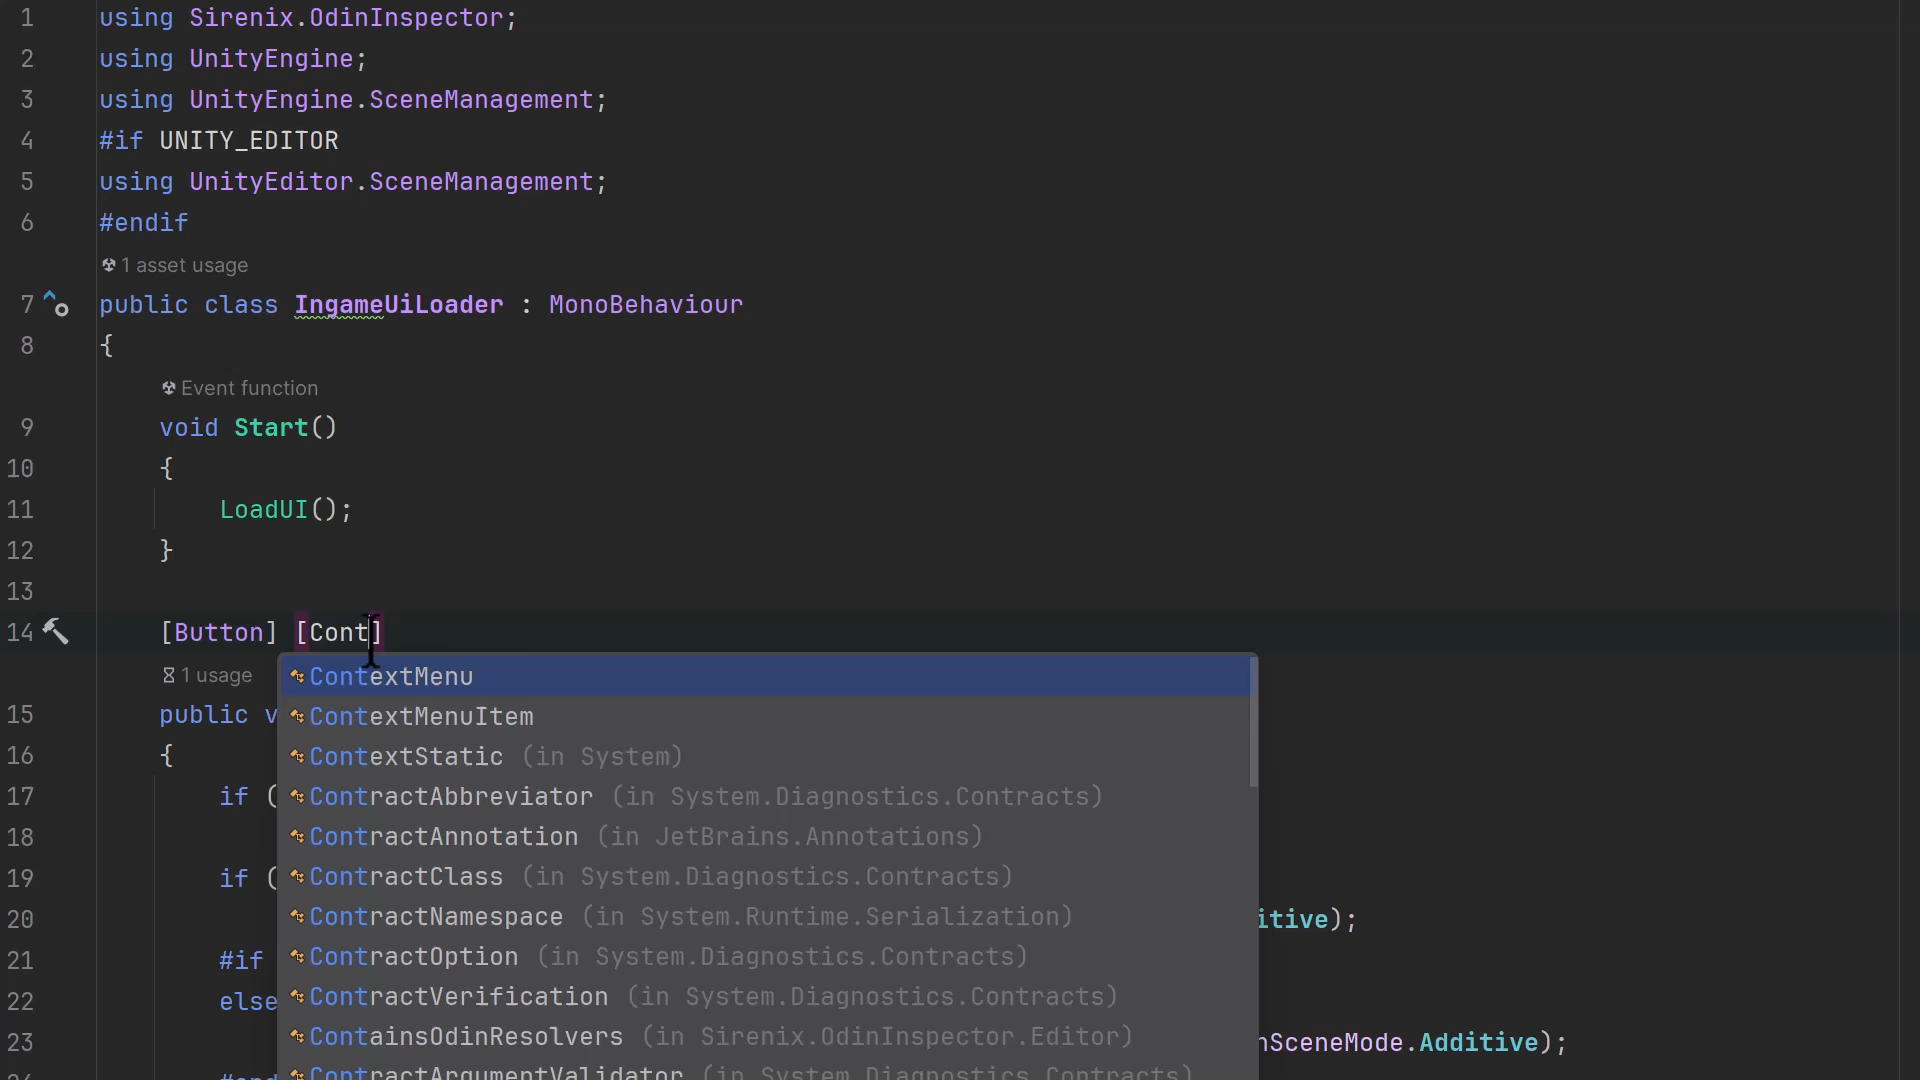 1 using Sirenix.OdinInspector;
2 using UnityEngine;
3 using UnityEngine.SceneManagement;
4 #if UNITY_EDITOR
5 using UnityEditor.SceneManagement;
6 #endif
1 asset usage
7 public class IngameUiLoader : MonoBehaviour
8 {
Event function
9 void Start()
10 {
11 LoadUI();
12 }
13
14 [Button] [Cont]
1 usage
ContextMenu
15 public v
ContextMenuItem
16 {
ContextStatic (in System)
17 if (
ContractAbbreviator (in System.Diagnostics.Contracts)
18
ContractAnnotation (in JetBrains.Annotations)
19 if (
ContractClass (in System.Diagnostics.Contracts)
20
ContractNamespace (in System.Runtime.Serialization)
itive);
21 #if
ContractOption (in System.Diagnostics.Contracts)
22 else
ContractVerification (in System.Diagnostics.Contracts)
23
ContainsOdinResolvers (in Sirenix.OdinInspector.Editor)
nSceneMode.Additive);
ContractArgumentValidator (in System.Diagnostics.Contracts)